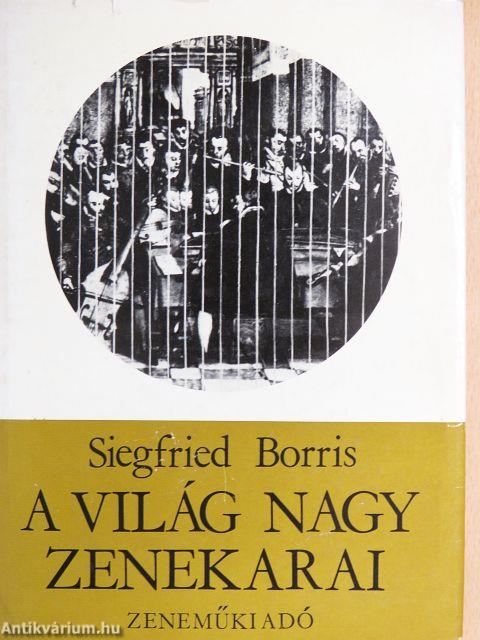 Siegfried Borris
A VILÁG NAGY
ZENEKARAI
ZENEMŰKIADÓ
Antikvárium.hu